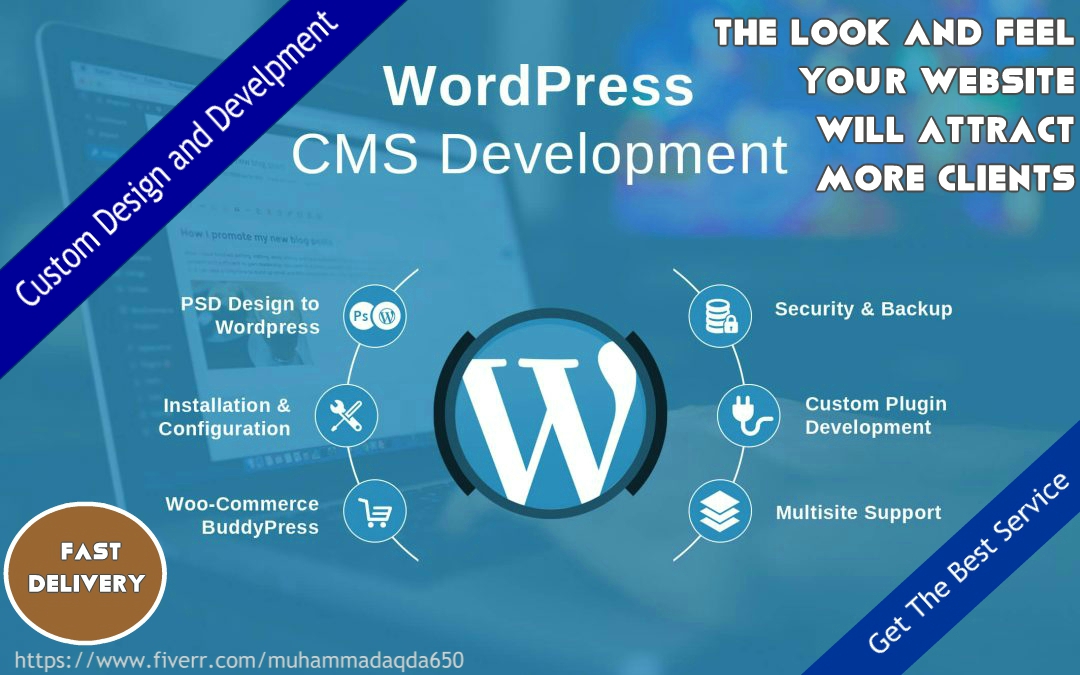 Custom Design and Develpment
WordPress
CMS Development
THE LOOK AND FEEL
YOUR WEBSITE
WILL ATTRACT
MORE CLIENTS
How I promote my new blog posts
PSD Design to
Wordpress
Ps
Installation &
Configuration
Woo-Commerce
BuddyPress
W
Security & Backup
Custom Plugin
Development
Multisite Support
FAST
DELIVERY
Get The Best Service
https://www.fiverr.com/muhammadaqda650